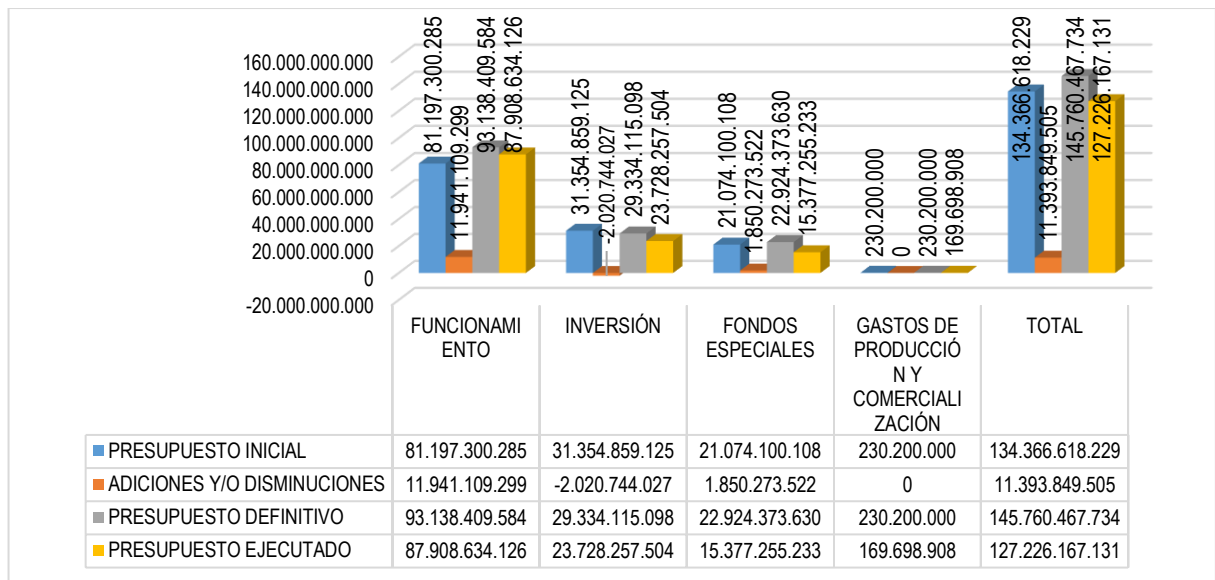 160.000.000.000
140.000.000.000
120.000.000.000
100.000.000.000
80.000.000.000
60.000.000.000
40.000.000.000
20.000.000.000
0
-20.000.000.000
81.197.300.285
11.941.109.299
93.138.409.584
87.908.634.126
31.354.859.125
-2.020.744.027
29.334.115.098
23.728.257.504
21.074.100.108
1.850.273.522
22.924.373.630
15.377.255.233
230.200.000
0
230.200.000
169.698.908
134.366.618.229
11.393.849.505
145.760.467.734
127.226.167.131
FUNCIONAMI
ENTO
INVERSIÓN
FONDOS
ESPECIALES
GASTOS DE
PRODUCCIÓ
N Y
COMERCIALI
ZACIÓN
TOTAL
PRESUPUESTO INICIAL 81.197.300.285 31.354.859.125 21.074.100.108 230.200.000 134.366.618.229
ADICIONES Y/O DISMINUCIONES 11.941.109.299 -2.020.744.027 1.850.273.522 0 11.393.849.505
PRESUPUESTO DEFINITIVO 93.138.409.584 29.334.115.098 22.924.373.630 230.200.000 145.760.467.734
PRESUPUESTO EJECUTADO 87.908.634.126 23.728.257.504 15.377.255.233 169.698.908 127.226.167.131